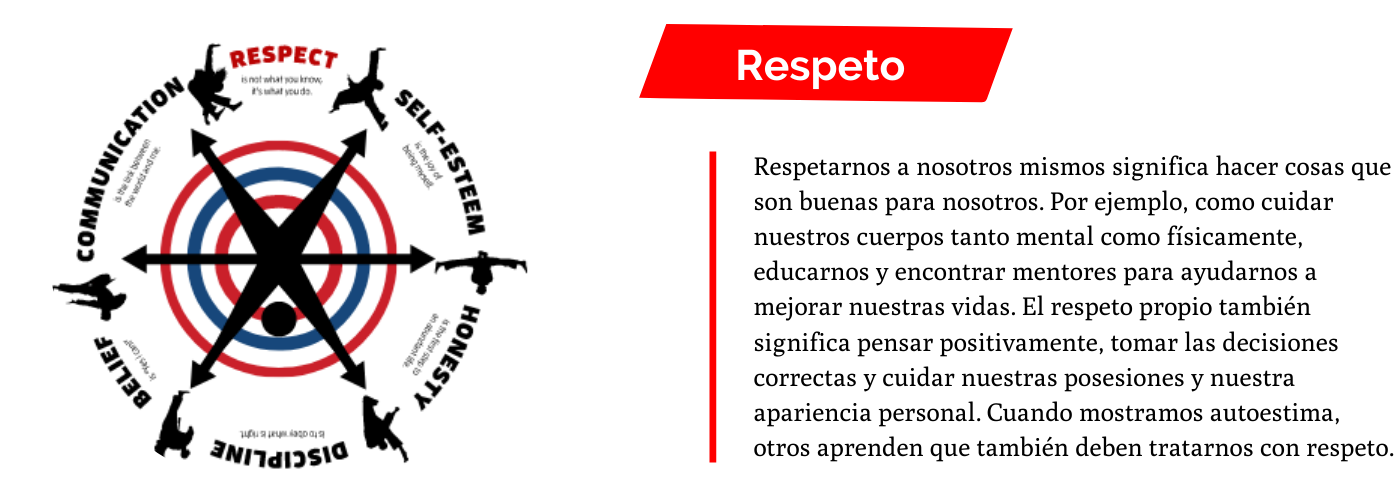 RESPECT
is not what you know,
it's what you do.
SELF-ESTEEM
is the joy of
being myself.
HONESTY
is the first step to
an abundant life.
DISCIPLINE
is to obey what is right.
BELIEF
is "Yes I can!"
COMMUNICATION
is the link between
the world and me.
Respeto
Respetarnos a nosotros mismos significa hacer cosas que
son buenas para nosotros. Por ejemplo, como cuidar
nuestros cuerpos tanto mental como físicamente,
educarnos y encontrar mentores para ayudarnos a
mejorar nuestras vidas. El respeto propio también
significa pensar positivamente, tomar las decisiones
correctas y cuidar nuestras posesiones y nuestra
apariencia personal. Cuando mostramos autoestima,
otros aprenden que también deben tratarnos con respeto.